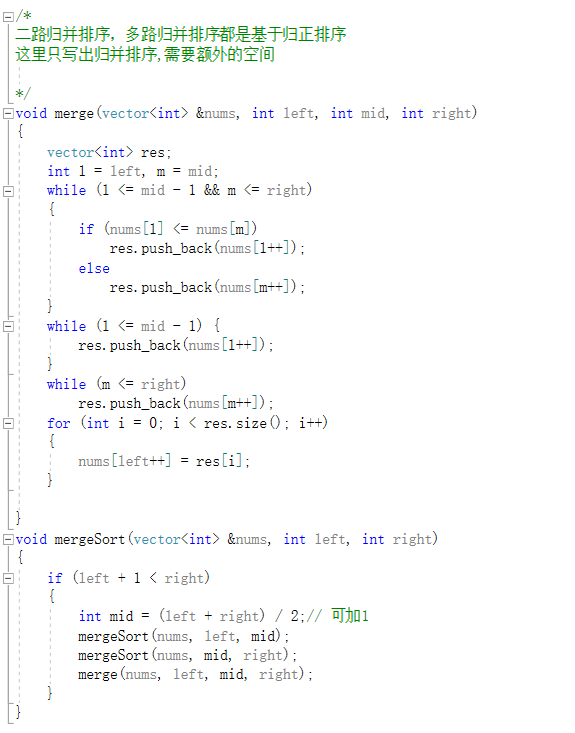 /*
二路归并排序, 多路归并排序都是基于归正排序
这里只写出归并排序,需要额外的空间
*/
void merge(vector<int> &nums, int left, int mid, int right)
{
    vector<int> res;
    int l = left, m = mid;
    while (l <= mid - 1 && m <= right)
    {
        if (nums[l] <= nums[m])
            res.push_back(nums[l++]);
        else
            res.push_back(nums[m++]);
    }
    while (l <= mid - 1) {
        res.push_back(nums[l++]);
    }
    while (m <= right)
        res.push_back(nums[m++]);
    for (int i = 0; i < res.size(); i++)
    {
        nums[left++] = res[i];
    }
}
void mergeSort(vector<int> &nums, int left, int right)
{
    if (left + 1 < right)
    {
        int mid = (left + right) / 2;// 可加1
        mergeSort(nums, left, mid);
        mergeSort(nums, mid, right);
        merge(nums, left, mid, right);
    }
}